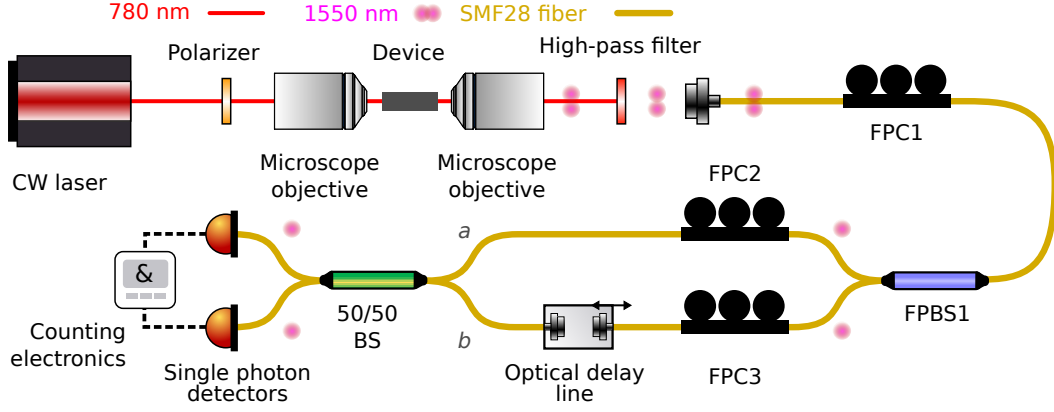 780 nm
1550 nm
SMF28 fiber
Polarizer
Device
High-pass filter
CW laser
Microscope
objective
Microscope
objective
FPC1
FPC2
a
&
50/50
BS
b
FPBS1
Counting
electronics
Single photon
detectors
Optical delay
line
FPC3